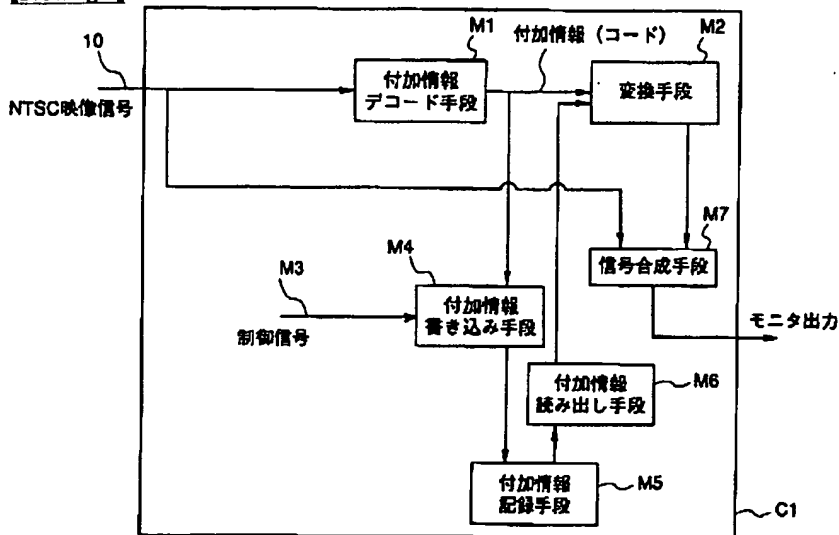 M1
付加情報（コード）
M2
10
付加情報
デコード手段
変換手段
NTSC映像信号
M7
M4
信号合成手段
M3
付加情報
書き込み手段
モニタ出力
制御信号
付加情報
読み出し手段
M6
付加情報
記録手段
M5
C1